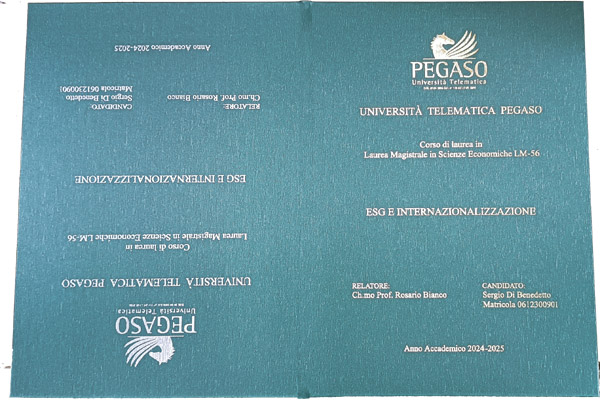 PEGASO
Università Telematica
UNIVERSITÀ TELEMATICA PEGASO
Corso di laurea in
Laurea Magistrale in Scienze Economiche LM-56
ESG E INTERNAZIONALIZZAZIONE
RELATORE:
Ch.mo Prof. Rosario Bianco
CANDIDATO:
Sergio Di Benedetto
Matricola 0612300901
Anno Accademico 2024-2025
PEGASO
Università Telematica
UNIVERSITÀ TELEMATICA PEGASO
Corso di laurea in
Laurea Magistrale in Scienze Economiche LM-56
ESG E INTERNAZIONALIZZAZIONE
RELATORE:
Ch.mo Prof. Rosario Bianco
CANDIDATO:
Sergio Di Benedetto
Matricola 0612300901
Anno Accademico 2024-2025